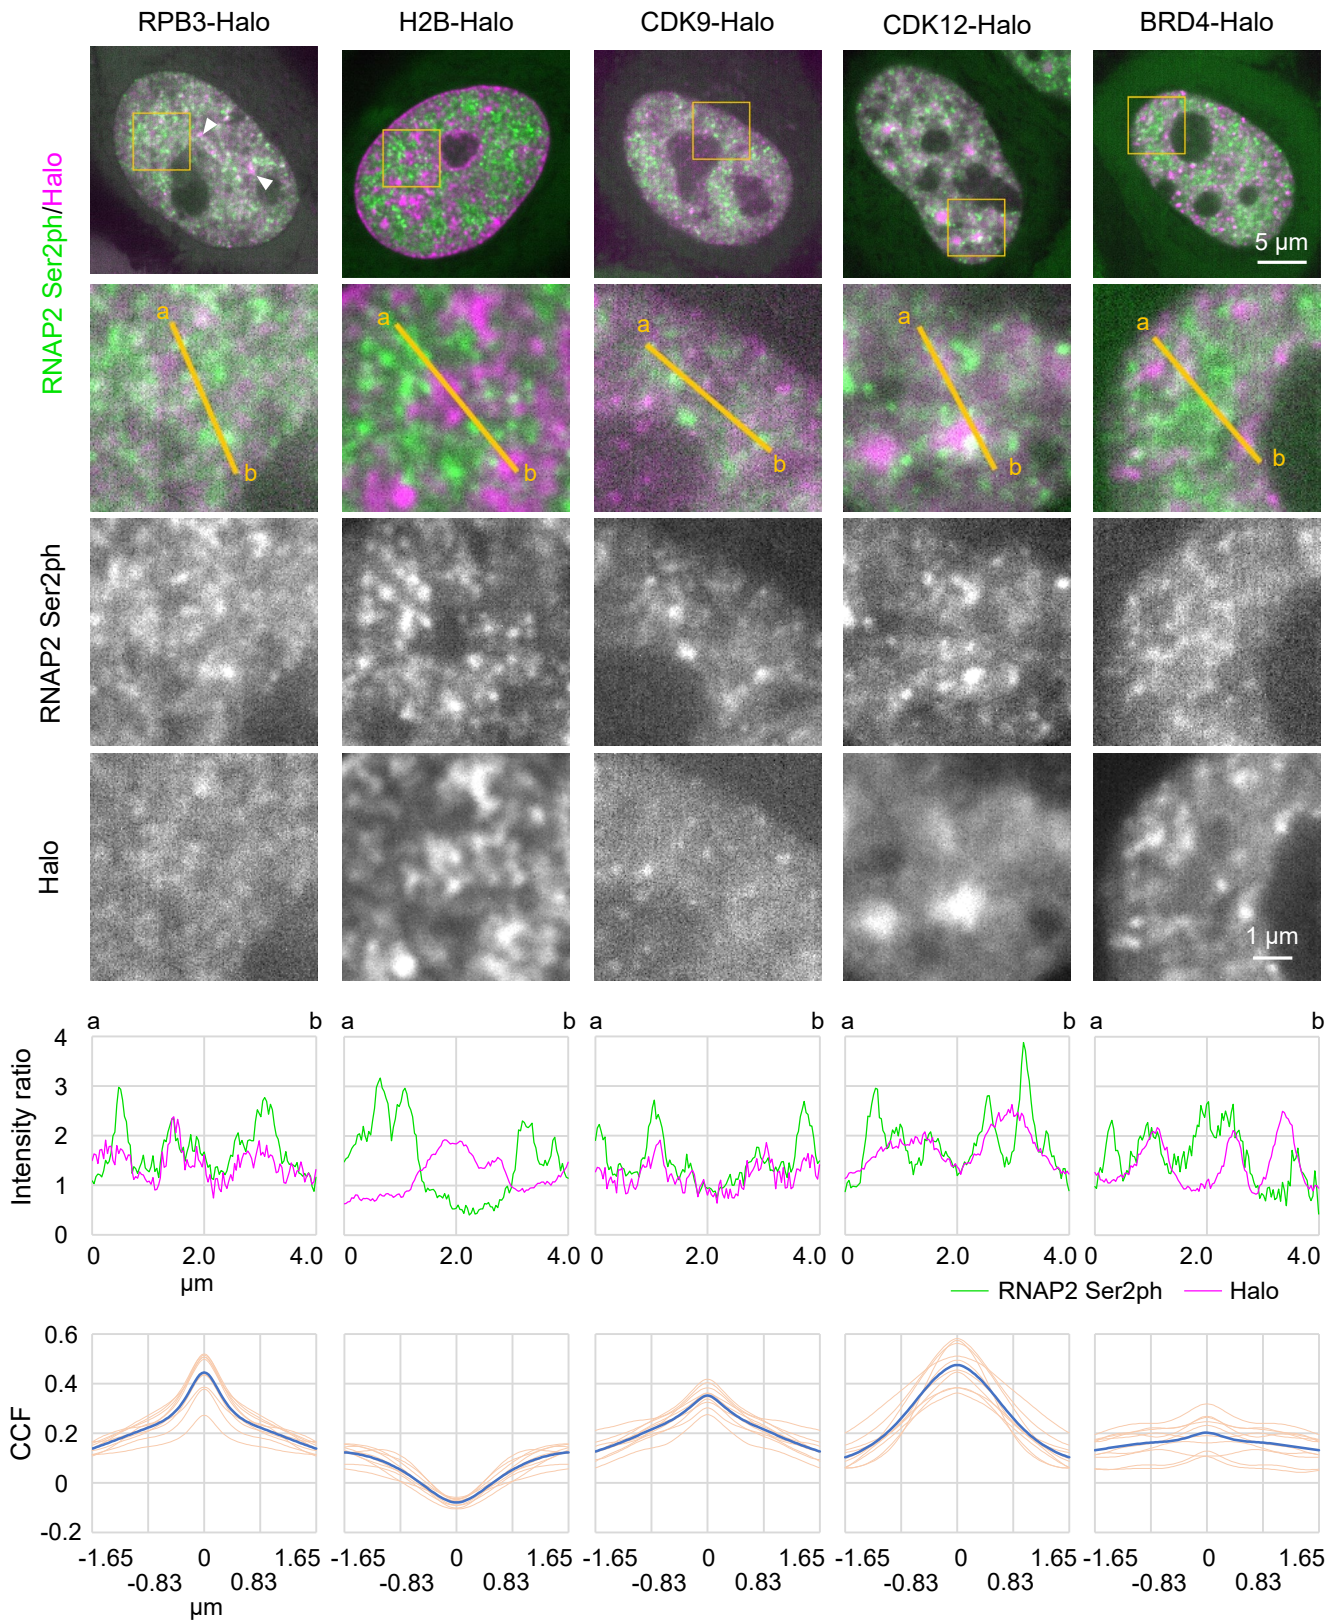 RPB3-Halo H2B-Halo CDK9-Halo CDK12-Halo BRD4-Halo
RNAP2 Ser2ph/Halo
5 µm
a a a a a
b b b b b
RNAP2 Ser2ph
Halo
1 µm
a b a b a b a b a b
Intensity ratio
4
3
2
1
0
0 2.0 4.0 0 2.0 4.0 0 2.0 4.0 0 2.0 4.0 0 2.0 4.0
µm
RNAP2 Ser2ph Halo
CCF
0.6
0.4
0.2
0
-0.2
-1.65 0 1.65 -1.65 0 1.65 -1.65 0 1.65 -1.65 0 1.65 -1.65 0 1.65
-0.83 0.83 -0.83 0.83 -0.83 0.83 -0.83 0.83 -0.83 0.83
µm